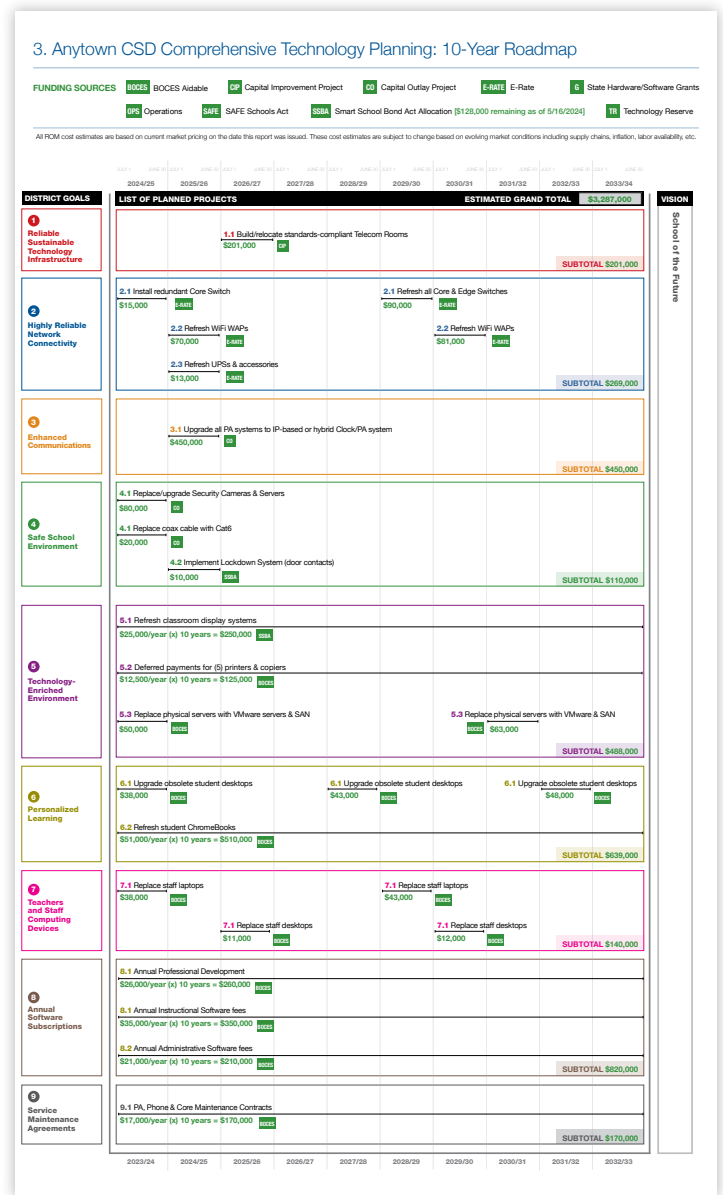 3. Anytown CSD Comprehensive Technology Planning: 10-Year Roadmap
FUNDING SOURCES BOCES BOCES Aidable CIP Capital Improvement Project CO Capital Outlay Project E-RATE E-Rate G State Hardware/Software Grants
OPS Operations SAFE SAFE Schools Act SSBA Smart School Bond Act Allocation [$128,000 remaining as of 5/16/2024] TR Technology Reserve
All ROM cost estimates are based on current market pricing on the date this report was issued. These cost estimates are subject to change based on evolving market conditions including supply chains, inflation, labor availability, etc.
JULY 1 JUNE 30 JULY 1 JUNE 30 JULY 1 JUNE 30
2024/25 2025/26 2026/27 2027/28 2028/29 2029/30 2030/31 2031/32 2032/33 2033/34
DISTRICT GOALS LIST OF PLANNED PROJECTS ESTIMATED GRAND TOTAL $3,287,000 VISION
School of the Future
1
Reliable
Sustainable
Technology
Infrastructure
1.1 Build/relocate standards-compliant Telecom Rooms
$201,000 CIP
SUBTOTAL $201,000
2
Highly Reliable
Network
Connectivity
2.1 Install redundant Core Switch
$15,000 E-RATE
2.1 Refresh all Core & Edge Switches
$90,000 E-RATE
2.2 Refresh WiFi WAPs
$70,000 E-RATE
2.2 Refresh WiFi WAPs
$81,000 E-RATE
2.3 Refresh UPSs & accessories
$13,000 E-RATE
SUBTOTAL $269,000
3
Enhanced
Communications
3.1 Upgrade all PA systems to IP-based or hybrid Clock/PA system
$450,000 CO
SUBTOTAL $450,000
4
Safe School
Environment
4.1 Replace/upgrade Security Cameras & Servers
$80,000 CO
4.1 Replace coax cable with Cat6
$20,000 CO
4.2 Implement Lockdown System (door contacts)
$10,000 SSBA
SUBTOTAL $110,000
5
Technology-
Enriched
Environment
5.1 Refresh classroom display systems
$25,000/year (x) 10 years = $250,000 SSBA
5.2 Deferred payments for (5) printers & copiers
$12,500/year (x) 10 years = $125,000 BOCES
5.3 Replace physical servers with VMware servers & SAN
$50,000 BOCES
5.3 Replace physical servers with VMware & SAN
BOCES $63,000
SUBTOTAL $488,000
6
Personalized
Learning
6.1 Upgrade obsolete student desktops
$38,000 BOCES
6.1 Upgrade obsolete student desktops
$43,000 BOCES
6.1 Upgrade obsolete student desktops
$48,000 BOCES
6.2 Refresh student ChromeBooks
$51,000/year (x) 10 years = $510,000 BOCES
SUBTOTAL $639,000
7
Teachers
and Staff
Computing
Devices
7.1 Replace staff laptops
$38,000 BOCES
7.1 Replace staff laptops
$43,000 BOCES
7.1 Replace staff desktops
$11,000 BOCES
7.1 Replace staff desktops
$12,000 BOCES
SUBTOTAL $140,000
8
Annual
Software
Subscriptions
8.1 Annual Professional Development
$26,000/year (x) 10 years = $260,000 BOCES
8.1 Annual Instructional Software fees
$35,000/year (x) 10 years = $350,000 BOCES
8.2 Annual Administrative Software fees
$21,000/year (x) 10 years = $210,000 BOCES
SUBTOTAL $820,000
9
Service
Maintenance
Agreements
9.1 PA, Phone & Core Maintenance Contracts
$17,000/year (x) 10 years = $170,000 BOCES
SUBTOTAL $170,000
2023/24 2024/25 2025/26 2026/27 2027/28 2028/29 2029/30 2030/31 2031/32 2032/33